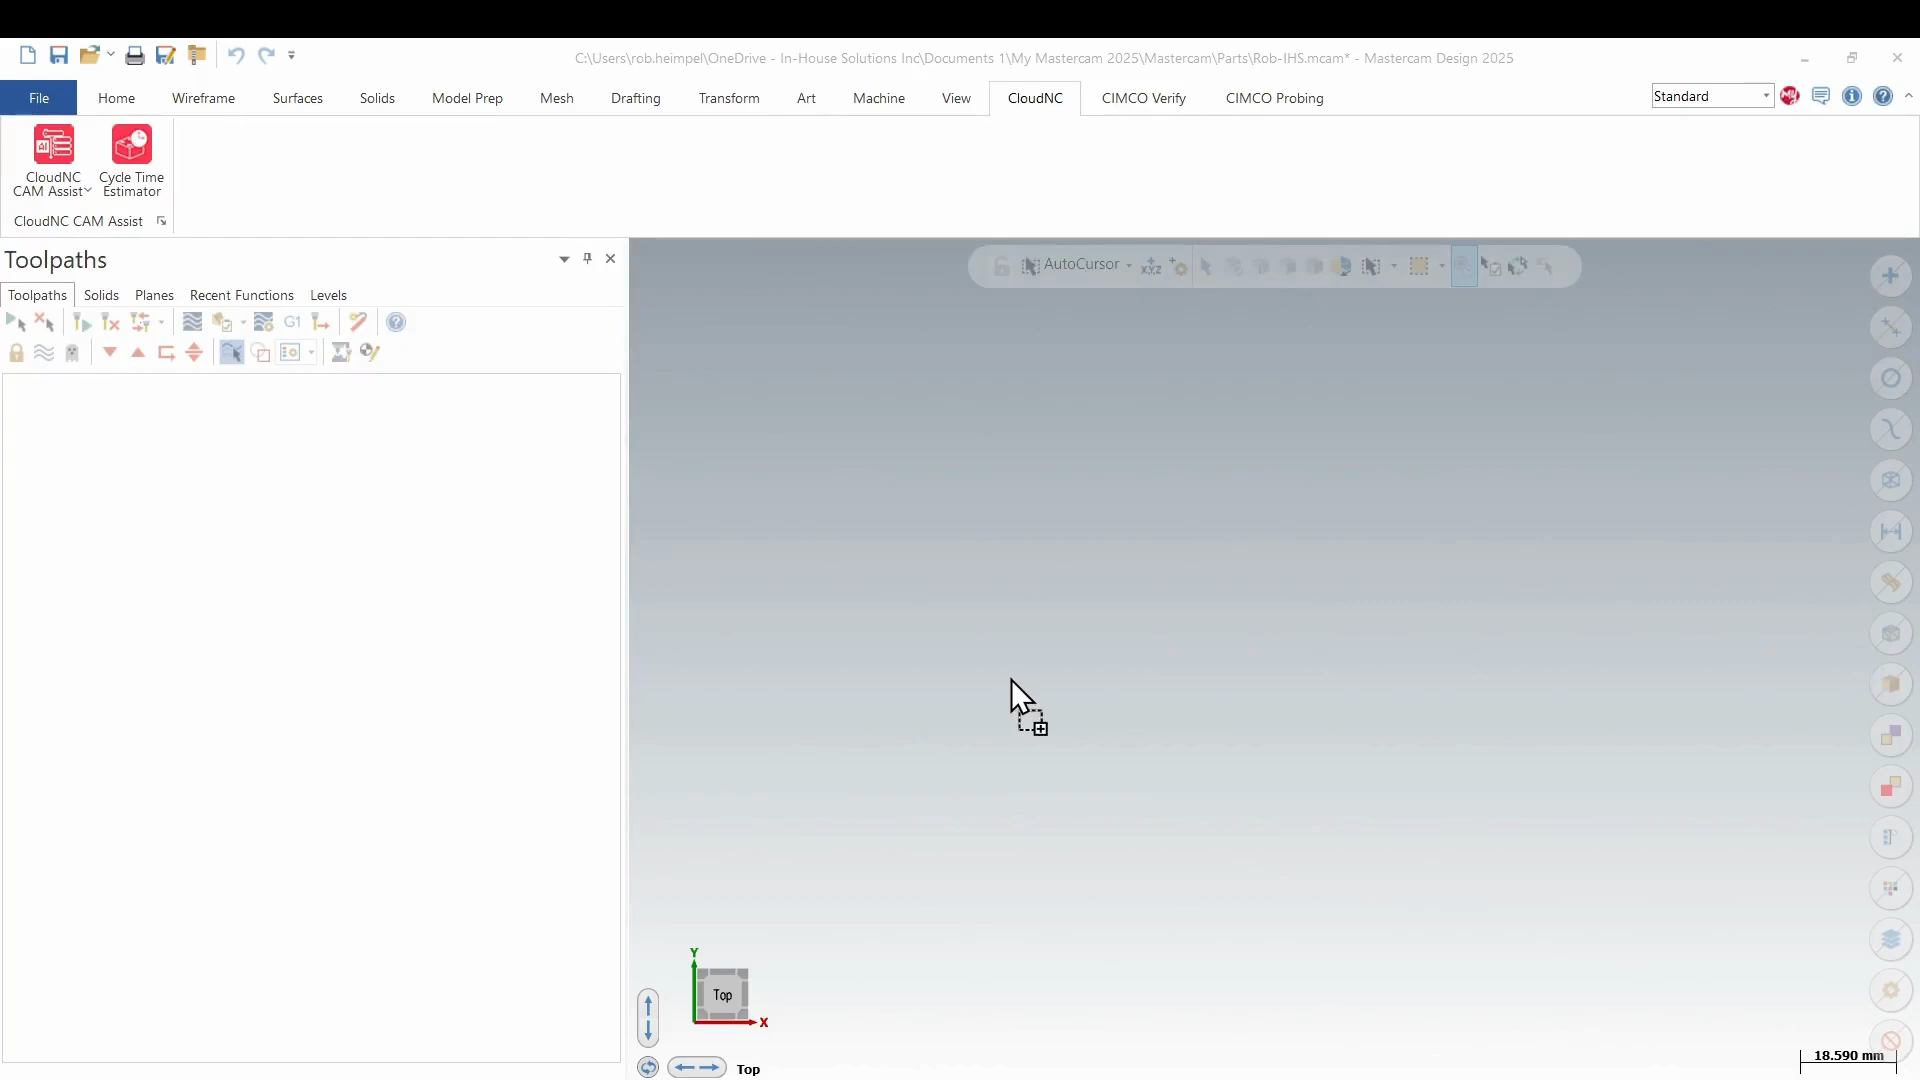 C:\Users\rob.heimpel\OneDrive - In-House Solutions Inc\Documents 1\My Mastercam 2025\Mastercam\Parts\Rob-IHS.mcam* - Mastercam Design 2025
File Home Wireframe Surfaces Solids Model Prep Mesh Drafting Transform Art Machine View CloudNC CIMCO Verify CIMCO Probing Standard
AI
CloudNC
CAM Assist
Cycle Time
Estimator
CloudNC CAM Assist
Toolpaths
Toolpaths Solids Planes Recent Functions Levels
G1
AutoCursor
XYZ
Y
Top
X
Top
18.590 mm